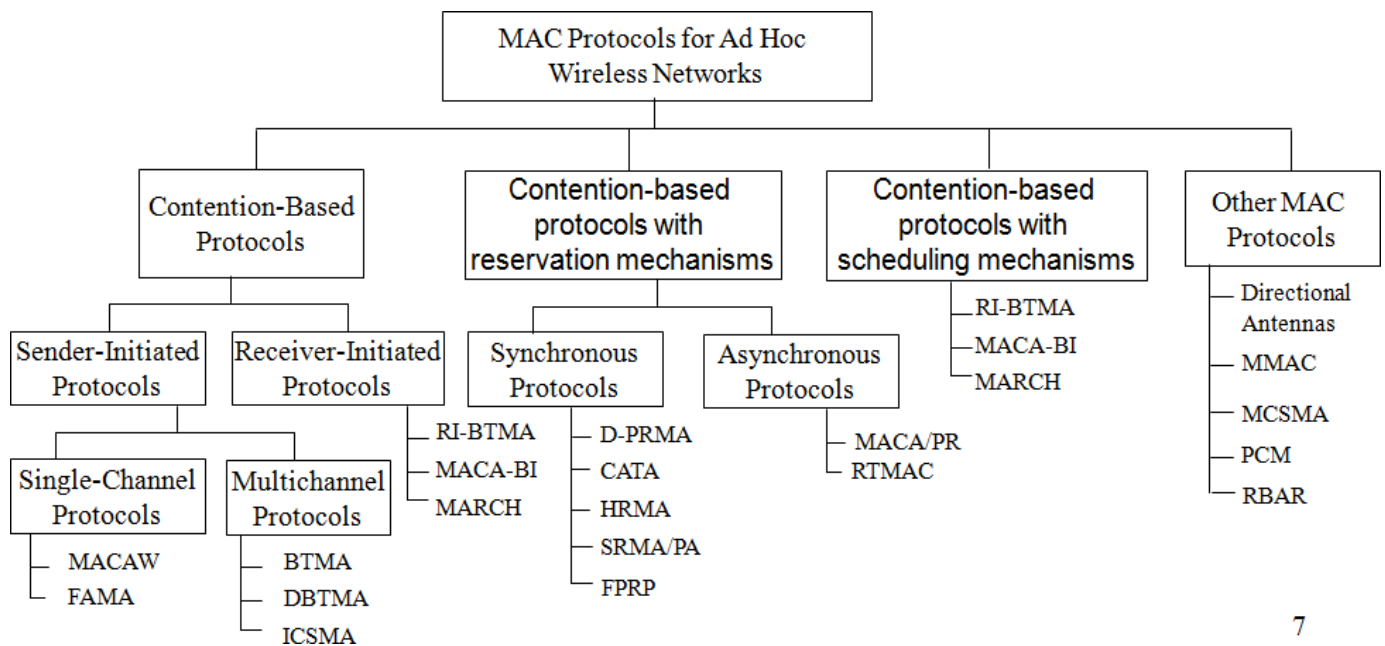 MAC Protocols for Ad Hoc
Wireless Networks
Contention-Based
Protocols
Contention-based
protocols with
reservation mechanisms
Contention-based
protocols with
scheduling mechanisms
Other MAC
Protocols
Sender-Initiated
Protocols
Receiver-Initiated
Protocols
Synchronous
Protocols
Asynchronous
Protocols
RI-BTMA
MACA-BI
MARCH
Directional
Antennas
MMAC
MCSMA
PCM
RBAR
Single-Channel
Protocols
Multichannel
Protocols
RI-BTMA
MACA-BI
MARCH
D-PRMA
CATA
HRMA
SRMA/PA
FPRP
MACA/PR
RTMAC
MACAW
FAMA
BTMA
DBTMA
ICSMA
7